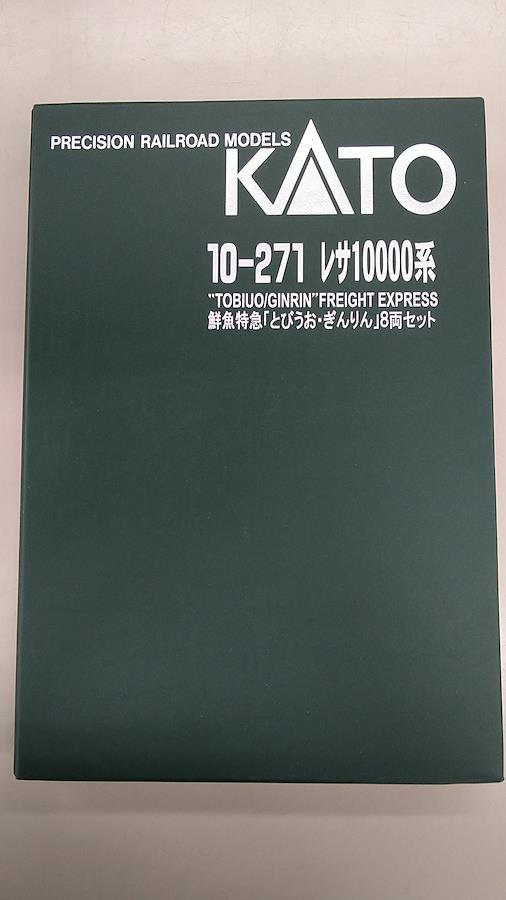 PRECISION RAILROAD MODELS
KATO
10-271 レサ10000系
"TOBIUO/GINRIN"FREIGHT EXPRESS
鮮魚特急「とびうお・ぎんりん」8両セット